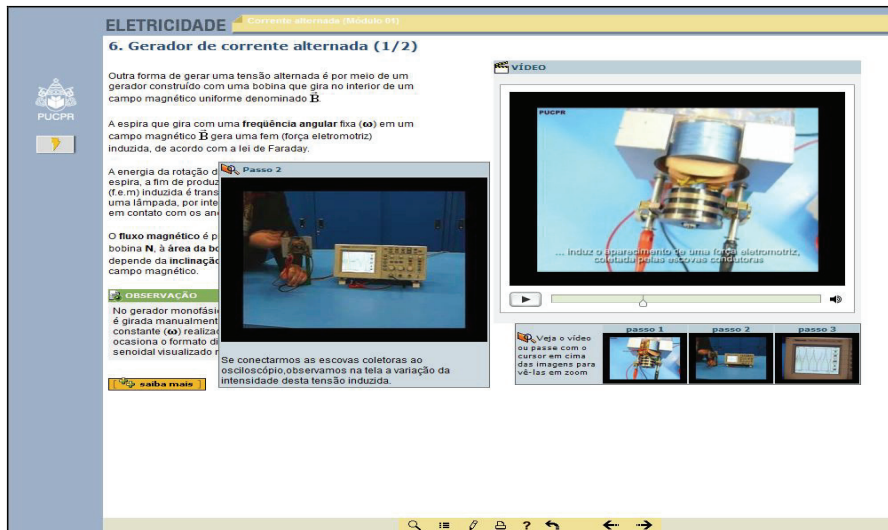 ELETRICIDADE
Corrente alternada (Módulo 01)
6. Gerador de corrente alternada (1/2)
PUCPR
Outra forma de gerar uma tensão alternada é por meio de um
gerador construído com uma bobina que gira no interior de um
campo magnético uniforme denominado B
A espira que gira com uma freqüência angular fixa (ω) em um
campo magnético B gera uma fem (força eletromotriz)
induzida, de acordo com a lei de Faraday.
A energia da rotação d
espira, a fim de produz
(f.e.m) induzida é trans
uma lâmpada, por inte
em contato com os an
O fluxo magnético é p
bobina N, à área da bo
depende da inclinação
campo magnético.
OBSERVAÇÃO
No gerador monofási
é girada manualment
constante (ω) realiza
ocasiona o formato di
senoidal visualizado
saiba mais
Passo 2
Se conectarmos as escovas coletoras ao
osciloscópio,observamos na tela a variação da
intensidade desta tensão induzida.
VÍDEO
PUCPR
... induz o aparecimento de uma força eletromotriz,
coletada pelas escovas condutoras
Veja o vídeo
ou passe com o
cursor em cima
das imagens para
vê-las em zoom
passo 1
passo 2
passo 3
?